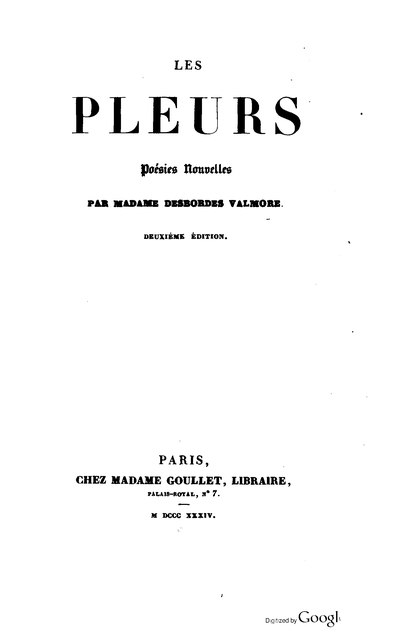 LES
PLEURS
Poésies Nouvelles
PAR MADAME DESBORDES VALMORE.
DEUXIÈME ÉDITION.
PARIS,
CHEZ MADAME GOULLET, LIBRAIRE,
PALAIS-ROYAL, N° 7.
M DCCC XXXIV.
Digitized by Googl